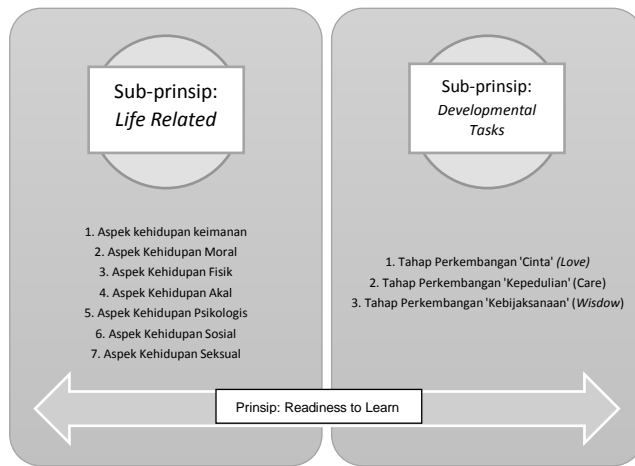 Sub-prinsip:
Life Related
1. Aspek kehidupan keimanan
2. Aspek Kehidupan Moral
3. Aspek Kehidupan Fisik
4. Aspek Kehidupan Akal
5. Aspek Kehidupan Psikologis
6. Aspek Kehidupan Sosial
7. Aspek Kehidupan Seksual
Sub-prinsip:
Developmental
Tasks
1. Tahap Perkembangan 'Cinta' (Love)
2. Tahap Perkembangan 'Kepedulian' (Care)
3. Tahap Perkembangan 'Kebijaksanaan' (Wisdow)
Prinsip: Readiness to Learn